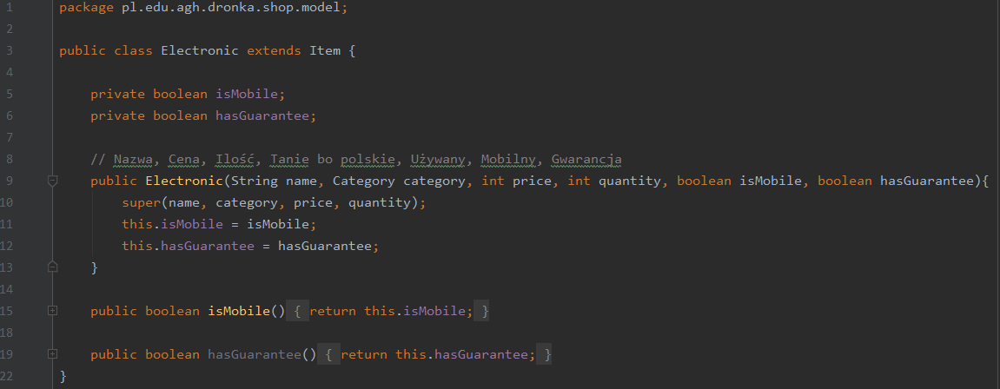 1 package pl.edu.agh.dronka.shop.model;
2
3 public class Electronic extends Item {
4
5 private boolean isMobile;
6 private boolean hasGuarantee;
7
8 // Nazwa, Cena, Ilość, Tanie bo polskie, Używany, Mobilny, Gwarancja
9 public Electronic(String name, Category category, int price, int quantity, boolean isMobile, boolean hasGuarantee){
10 super(name, category, price, quantity);
11 this.isMobile = isMobile;
12 this.hasGuarantee = hasGuarantee;
13 }
14
15 public boolean isMobile() { return this.isMobile; }
18
19 public boolean hasGuarantee() { return this.hasGuarantee; }
22 }